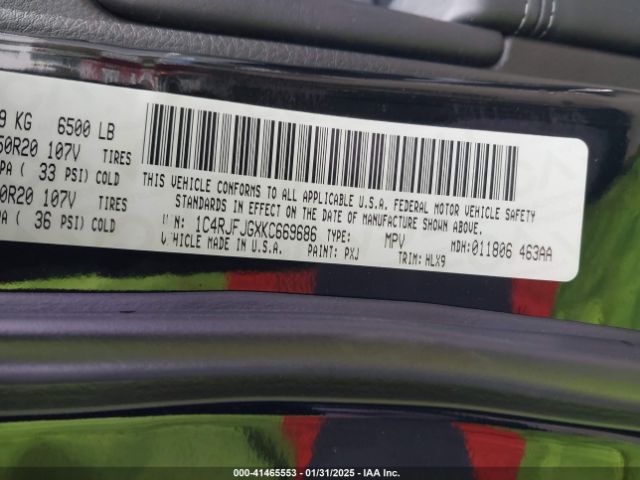 9 KG 6500 LB
50R20 107V TIRES
PA ( 33 PSI) COLD
0R20 107V TIRES
PA ( 36 PSI) COLD
THIS VEHICLE CONFORMS TO ALL APPLICABLE U.S.A. FEDERAL MOTOR VEHICLE SAFETY
STANDARDS IN EFFECT ON THE DATE OF MANUFACTURE SHOWN ABOVE.
1C4RJFJGXKC669686 TYPE: MPV MDH:011806 463AA
VEHICLE MADE IN U.S.A. PAINT: PXJ TRIM: HLX9
000-41465553 - 01/31/2025 - IAA Inc.